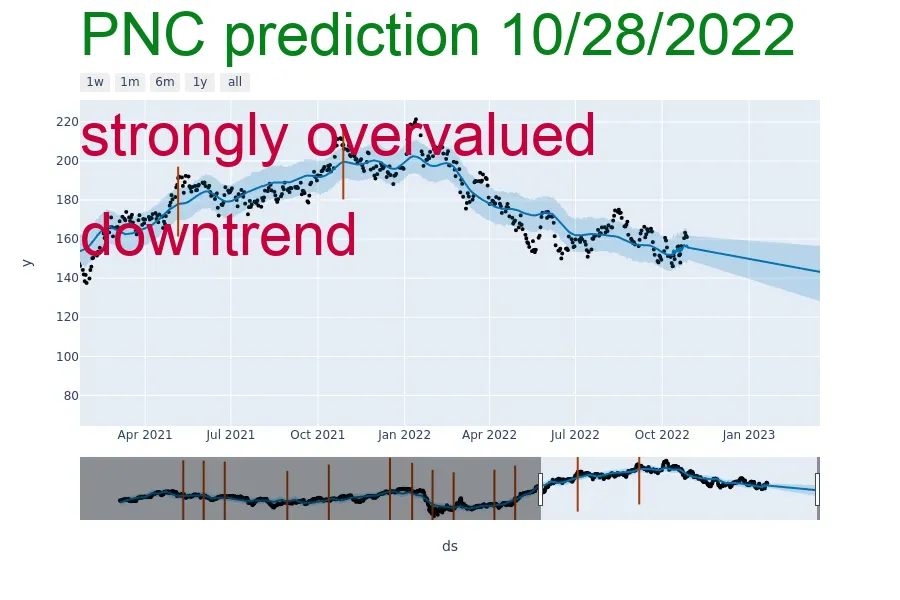 PNC prediction 10/28/2022
1w 1m 6m 1y all
strongly overvalued
downtrend
220
200
180
160
140
120
100
80
y
Apr 2021 Jul 2021 Oct 2021 Jan 2022 Apr 2022 Jul 2022 Oct 2022 Jan 2023
ds